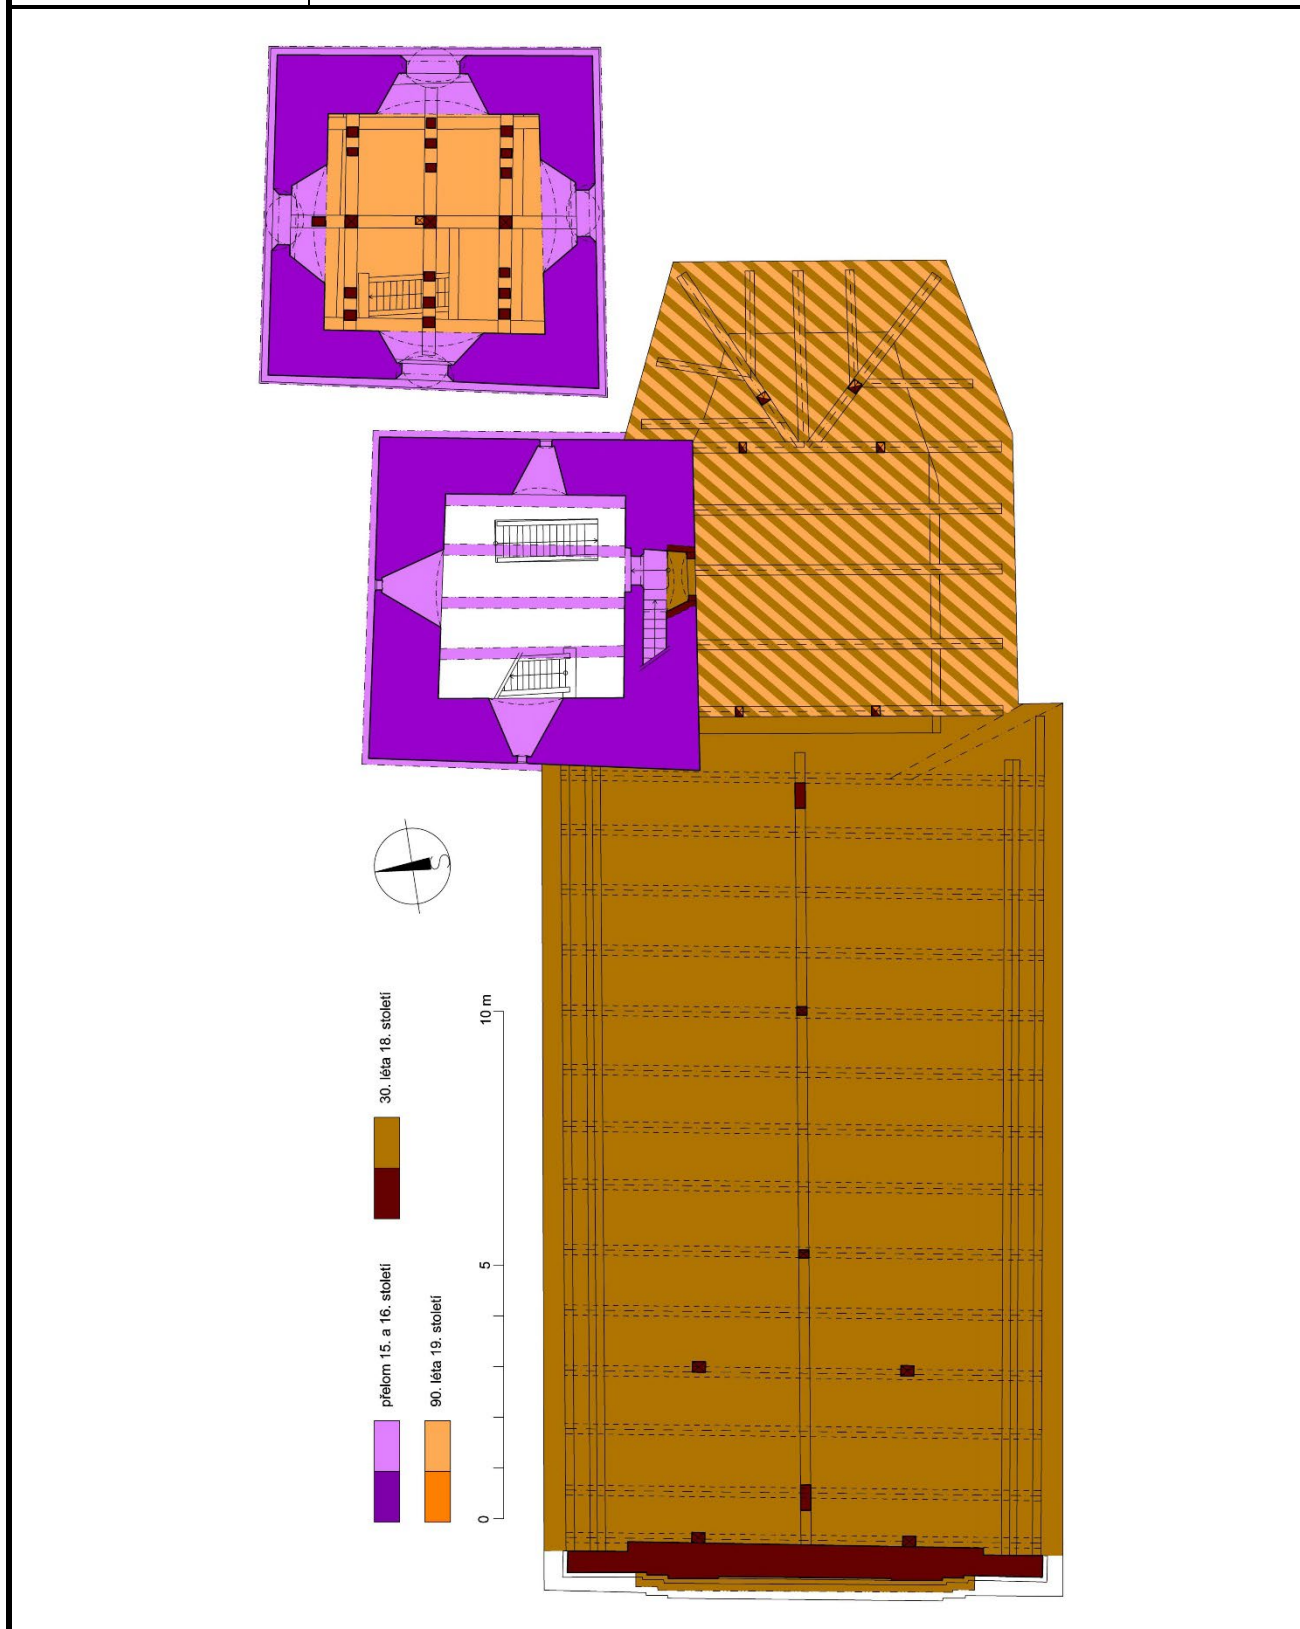 přelom 15. a 16. století
90. léta 19. století
30. léta 18. století
0
5
10 m
S